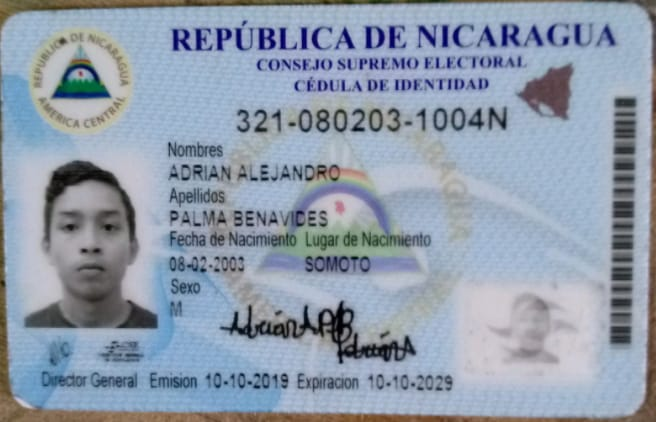 REPÚBLICA DE NICARAGUA
CONSEJO SUPREMO ELECTORAL
CÉDULA DE IDENTIDAD
REPUBLICA DE NICARAGUA
AMERICA CENTRAL
321-080203-1004N
Nombres
ADRIAN ALEJANDRO
Apellidos
PALMA BENAVIDES
Fecha de Nacimiento Lugar de Nacimiento
08-02-2003 SOMOTO
Sexo
M
Director General Emision 10-10-2019 Expiracion 10-10-2029